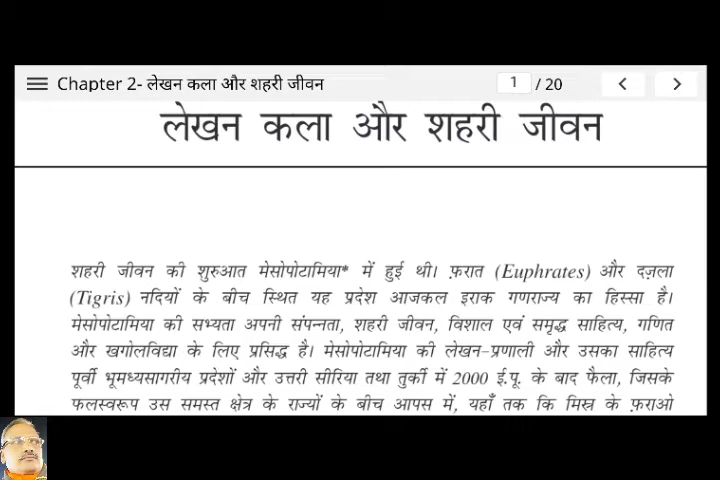 Chapter 2- लेखन कला और शहरी जीवन 1 / 20
लेखन कला और शहरी जीवन
शहरी जीवन की शुरुआत मेसोपोटामिया* में हुई थी। फ़रात (Euphrates) और दज़ला
(Tigris) नदियों के बीच स्थित यह प्रदेश आजकल इराक गणराज्य का हिस्सा है।
मेसोपोटामिया की सभ्यता अपनी संपन्नता, शहरी जीवन, विशाल एवं समृद्ध साहित्य, गणित
और खगोलविद्या के लिए प्रसिद्ध है। मेसोपोटामिया की लेखन-प्रणाली और उसका साहित्य
पूर्वी भूमध्यसागरीय प्रदेशों और उत्तरी सीरिया तथा तुर्की में 2000 ई.पू. के बाद फैला, जिसके
फलस्वरूप उस समस्त क्षेत्र के राज्यों के बीच आपस में, यहाँ तक कि मिस्र के फ़राओ